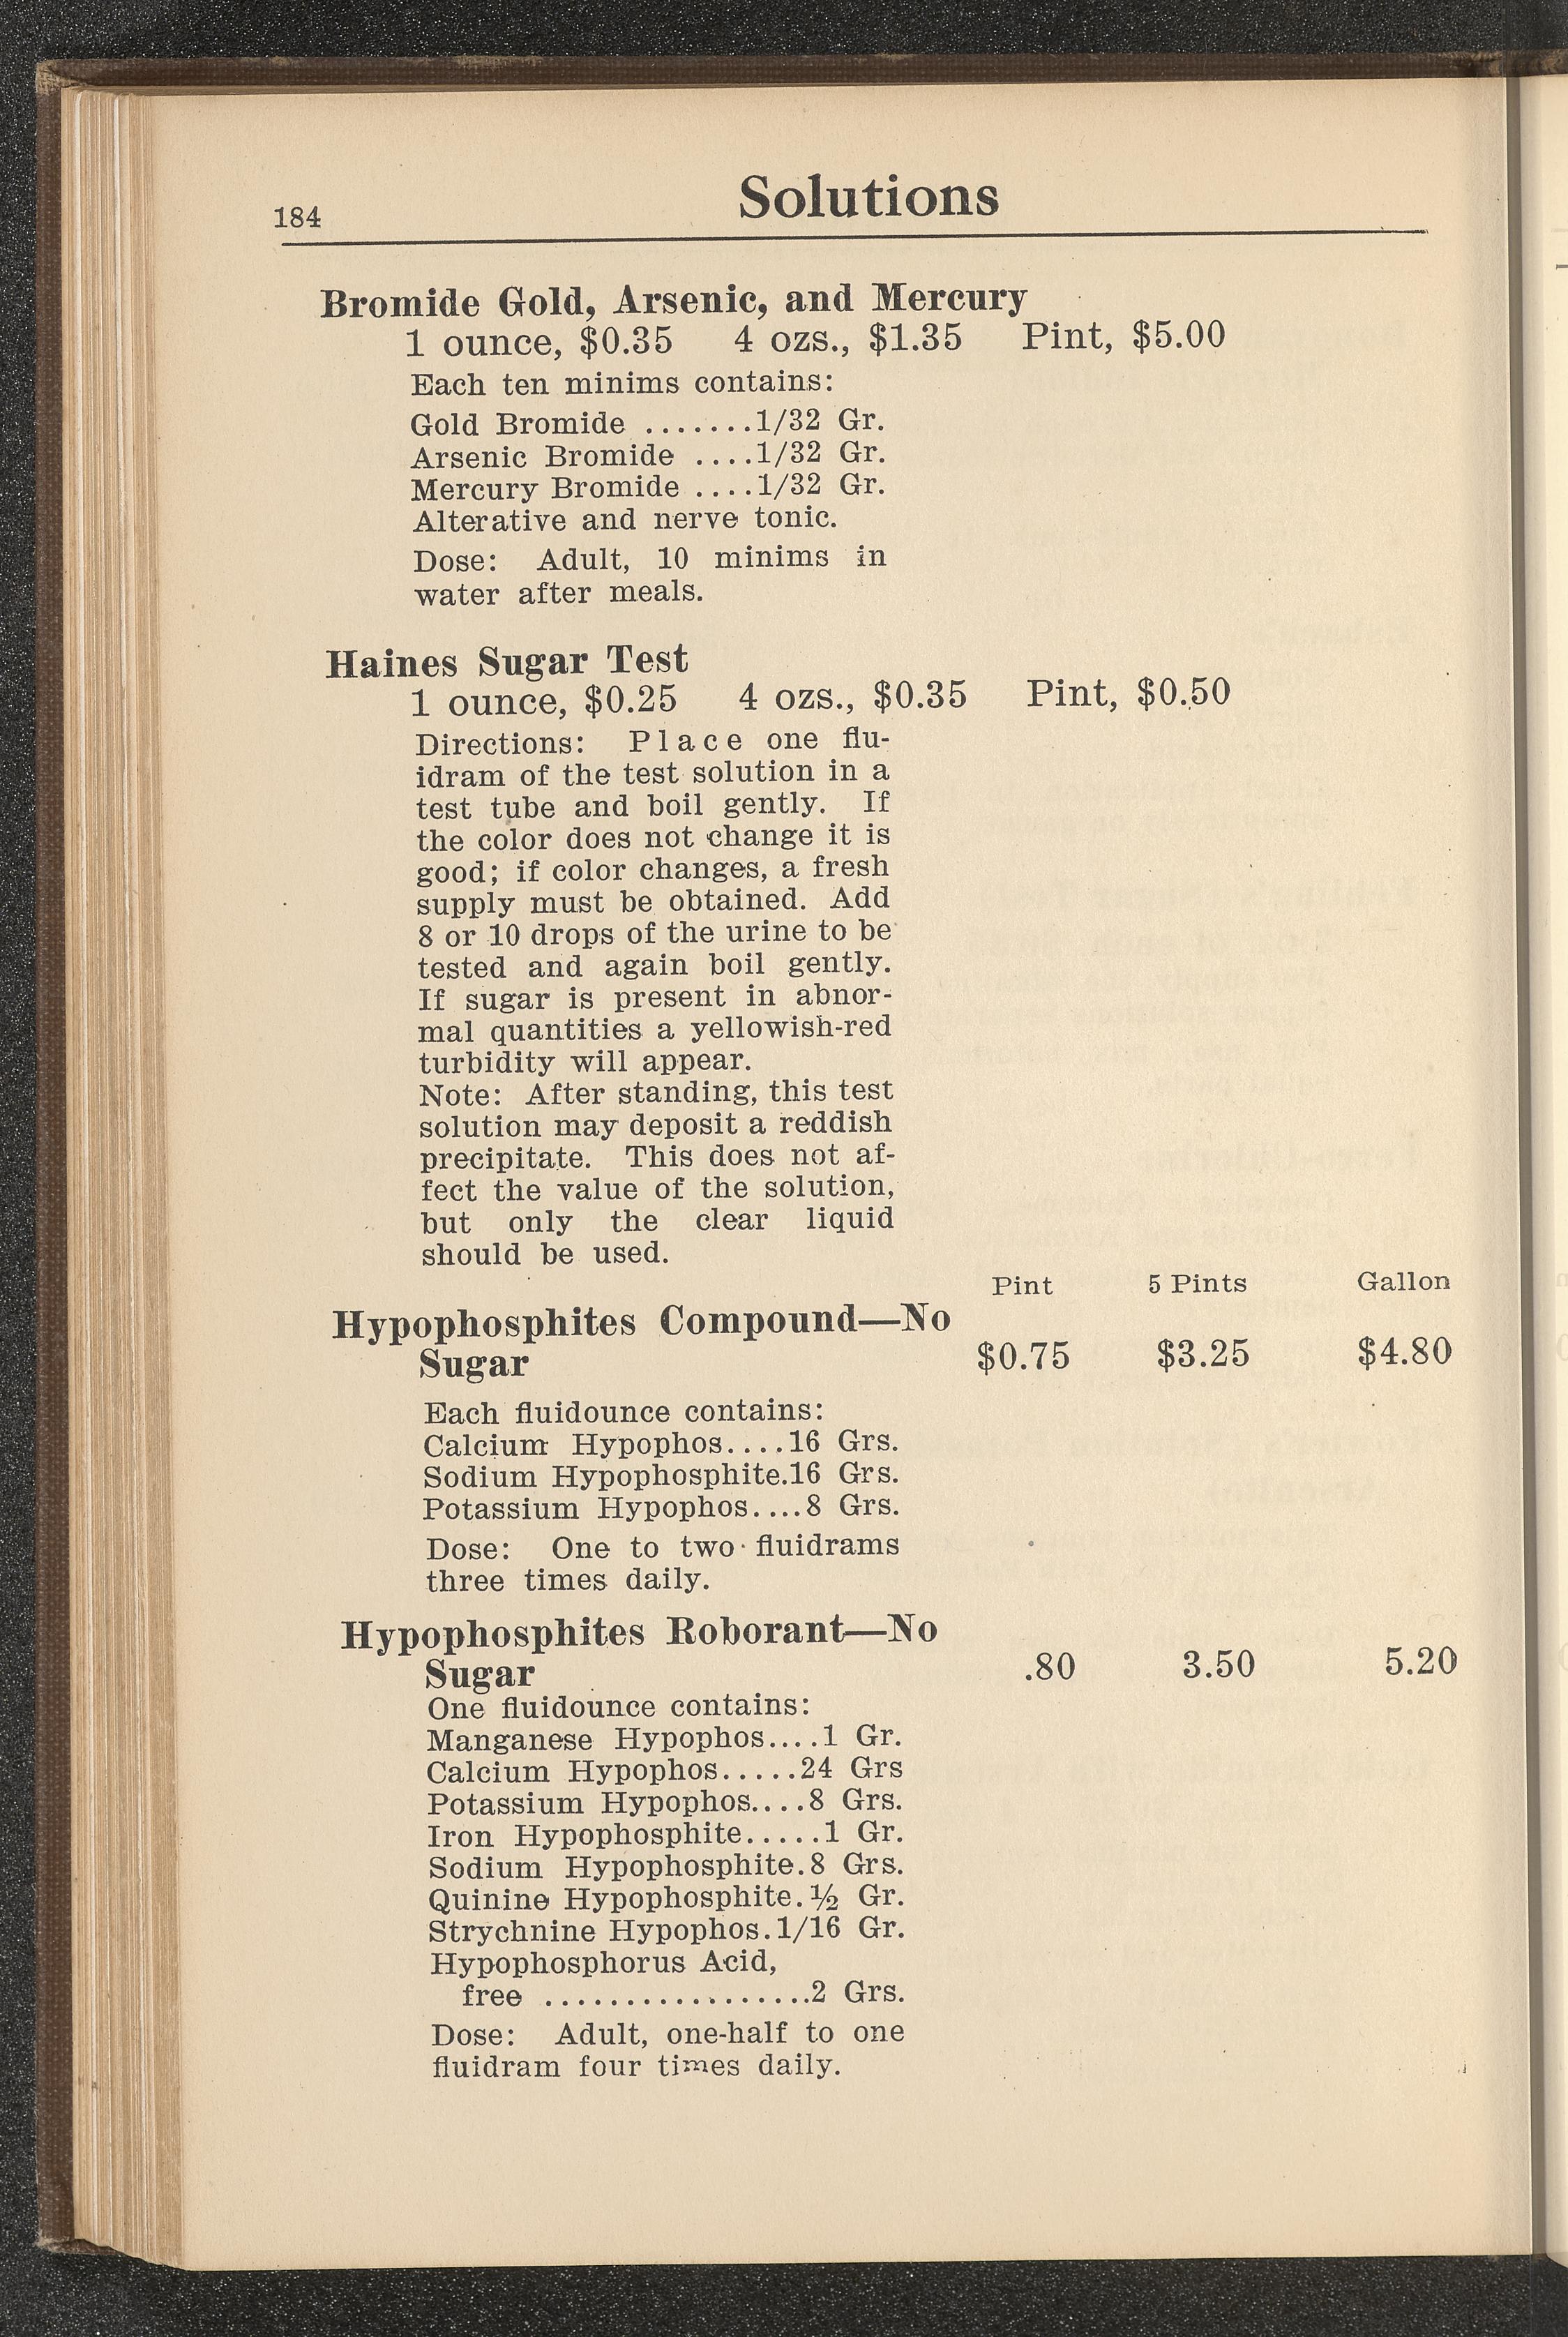 184
Solutions
Bromide Gold, Arsenic, and Mercury
1 ounce, $0.35 4 ozs., $1.35 Pint, $5.00
Each ten minims contains:
Gold Bromide .......1/32 Gr.
Arsenic Bromide ....1/32 Gr.
Mercury Bromide ....1/32 Gr.
Alterative and nerve tonic.
Dose: Adult, 10 minims in
water after meals.
Haines Sugar Test
1 ounce, $0.25 4 ozs., $0.35 Pint, $0.50
Directions: Place one flu-
idram of the test solution in a
test tube and boil gently. If
the color does not change it is
good; if color changes, a fresh
supply must be obtained. Add
8 or 10 drops of the urine to be
tested and again boil gently.
If sugar is present in abnor-
mal quantities a yellowish-red
turbidity will appear.
Note: After standing, this test
solution may deposit a reddish
precipitate. This does not af-
fect the value of the solution,
but only the clear liquid
should be used.
Pint 5 Pints Gallon
Hypophosphites Compound—No
Sugar $0.75 $3.25 $4.80
Each fluidounce contains:
Calcium Hypophos....16 Grs.
Sodium Hypophosphite.16 Grs.
Potassium Hypophos....8 Grs.
Dose: One to two fluidrams
three times daily.
Hypophosphites Roborant—No
Sugar .80 3.50 5.20
One fluidounce contains:
Manganese Hypophos....1 Gr.
Calcium Hypophos.....24 Grs
Potassium Hypophos....8 Grs.
Iron Hypophosphite.....1 Gr.
Sodium Hypophosphite.8 Grs.
Quinine Hypophosphite.½ Gr.
Strychnine Hypophos.1/16 Gr.
Hypophosphorus Acid,
free .................2 Grs.
Dose: Adult, one-half to one
fluidram four times daily.